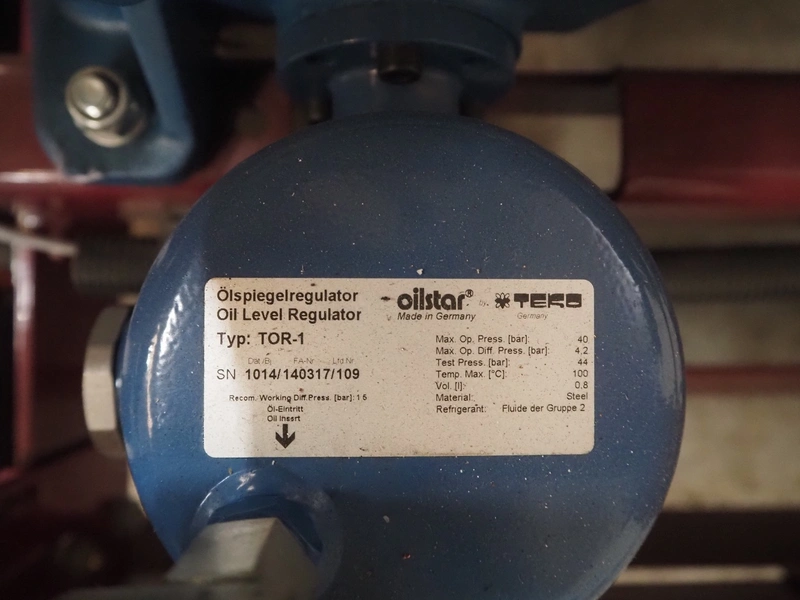 Ölspiegelregulator
Oil Level Regulator
oilstar® by TEKO
Made in Germany
Germany
Typ: TOR-1
FA-Nr. Lfd.Nr
SN 1014/140317/109
Recom. Working Diff.Press. [bar]: 1.5
Öl-Eintritt
Oil Insert
Max. Op. Press. [bar]: 40
Max. Op. Diff. Press. [bar]: 4,2
Test Press. [bar]: 44
Temp. Max. [°C]: 100
Vol. [l]: 0.8
Material: Steel
Refrigerant: Fluide der Gruppe 2